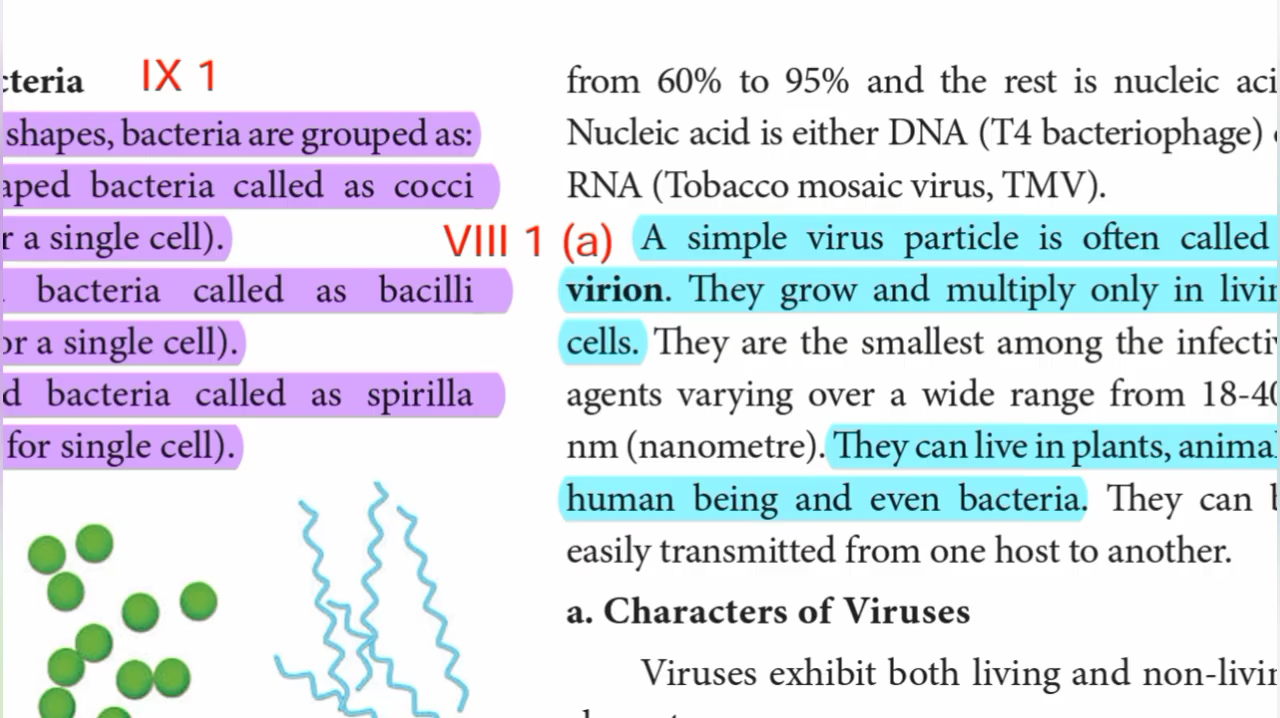 cteria IX 1
shapes, bacteria are grouped as:
aped bacteria called as cocci
r a single cell).
bacteria called as bacilli
or a single cell).
d bacteria called as spirilla
for single cell).
from 60% to 95% and the rest is nucleic aci
Nucleic acid is either DNA (T4 bacteriophage)
RNA (Tobacco mosaic virus, TMV).
VIII 1 (a) A simple virus particle is often called
virion. They grow and multiply only in livin
cells. They are the smallest among the infectiv
agents varying over a wide range from 18-40
nm (nanometre). They can live in plants, animal
human being and even bacteria. They can
easily transmitted from one host to another.
a. Characters of Viruses
Viruses exhibit both living and non-livin